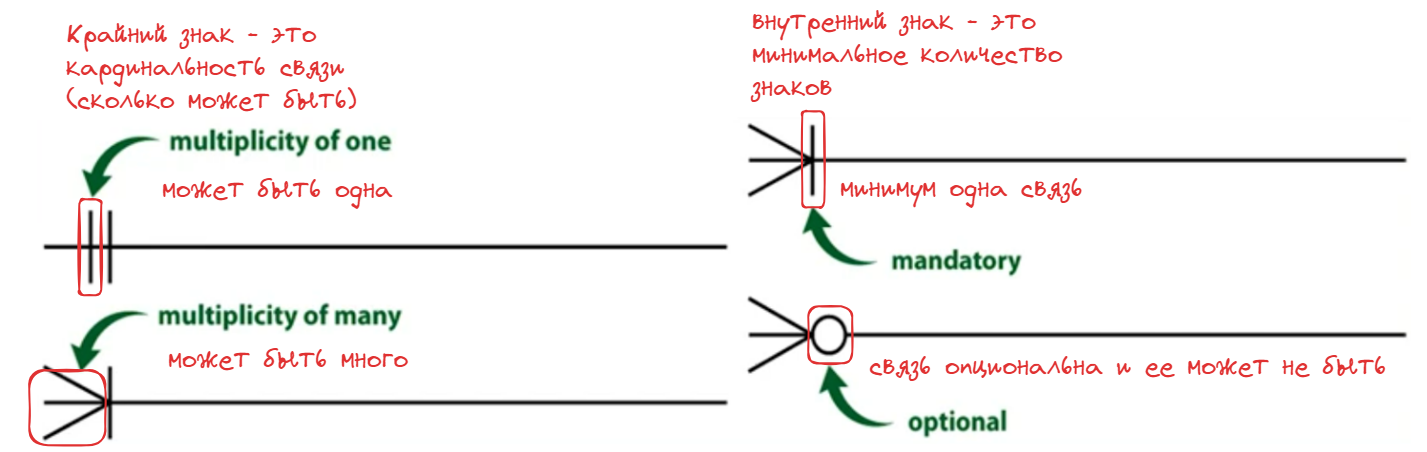 Крайний знак - это
кардинальность связи
(сколько может быть)
multiplicity of one
может быть одна
multiplicity of many
может быть много
внутренний знак - это
минимальное количество
знаков
минимум одна связь
mandatory
связь опциональна и ее может не быть
optional